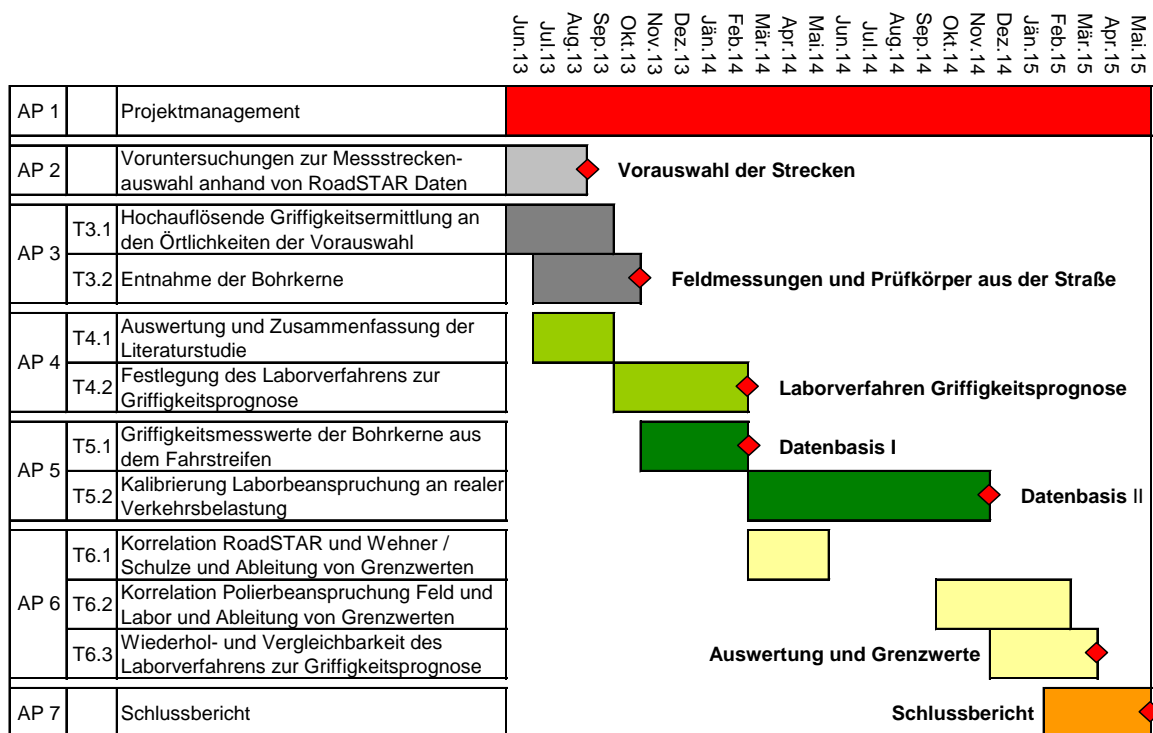 Jun.13
Jul.13
Aug.13
Sep.13
Okt.13
Nov.13
Dez.13
Jän.14
Feb.14
Mär.14
Apr.14
Mai.14
Jun.14
Jul.14
Aug.14
Sep.14
Okt.14
Nov.14
Dez.14
Jän.15
Feb.15
Mär.15
Apr.15
Mai.15
AP 1
Projektmanagement
AP 2
Voruntersuchungen zur Messstrecken-
auswahl anhand von RoadSTAR Daten
Vorauswahl der Strecken
AP 3
T3.1
Hochauflösende Griffigkeitsermittlung an
den Örtlichkeiten der Vorauswahl
T3.2
Entnahme der Bohrkerne
Feldmessungen und Prüfkörper aus der Straße
AP 4
T4.1
Auswertung und Zusammenfassung der
Literaturstudie
T4.2
Festlegung des Laborverfahrens zur
Griffigkeitsprognose
Laborverfahren Griffigkeitsprognose
AP 5
T5.1
Griffigkeitsmesswerte der Bohrkerne aus
dem Fahrstreifen
Datenbasis I
T5.2
Kalibrierung Laborbeanspruchung an realer
Verkehrsbelastung
Datenbasis II
AP 6
T6.1
Korrelation RoadSTAR und Wehner /
Schulze und Ableitung von Grenzwerten
T6.2
Korrelation Polierbeanspruchung Feld und
Labor und Ableitung von Grenzwerten
T6.3
Wiederhol- und Vergleichbarkeit des
Laborverfahrens zur Griffigkeitsprognose
Auswertung und Grenzwerte
AP 7
Schlussbericht
Schlussbericht